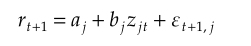 r_{t+1} = a_j + b_j z_{jt} + ε_{t+1, j}